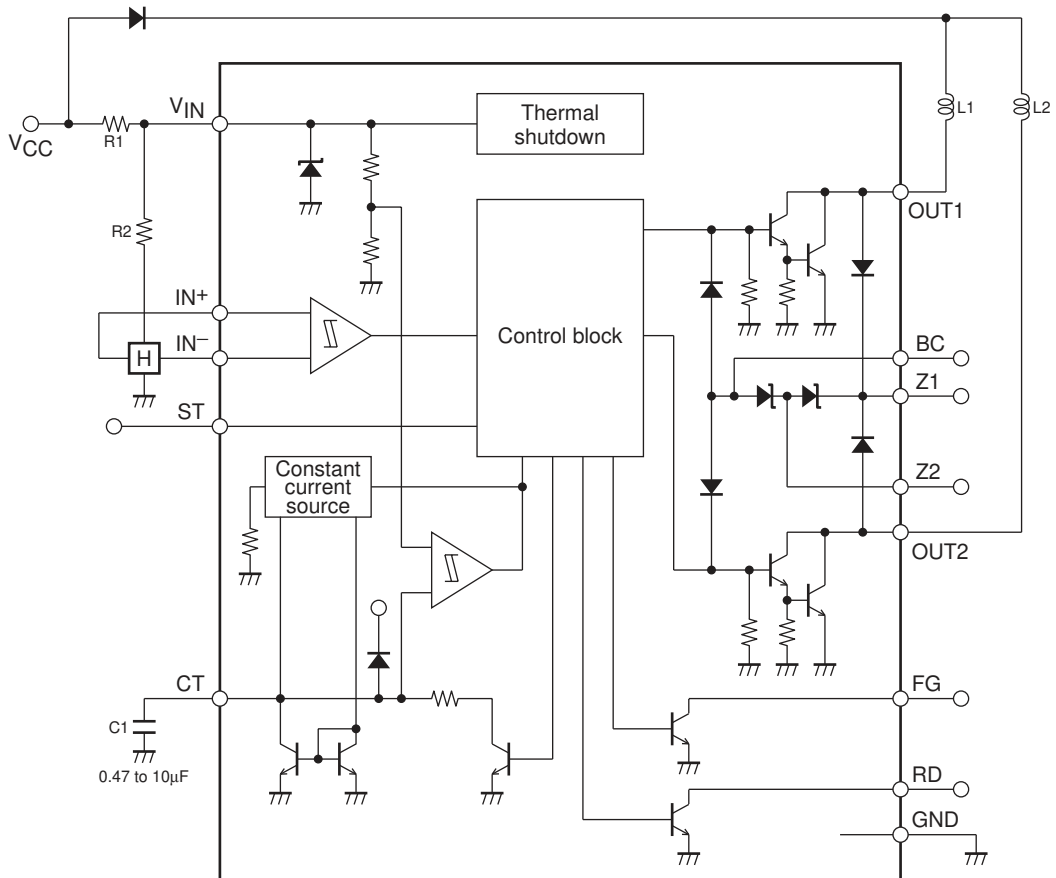 VIN
Thermal
shutdown
L1
L2
VCC
R1
OUT1
R2
IN+
IN−
H
Control block
BC
Z1
ST
Constant
current
source
Z2
OUT2
CT
FG
C1
0.47 to 10μF
RD
GND